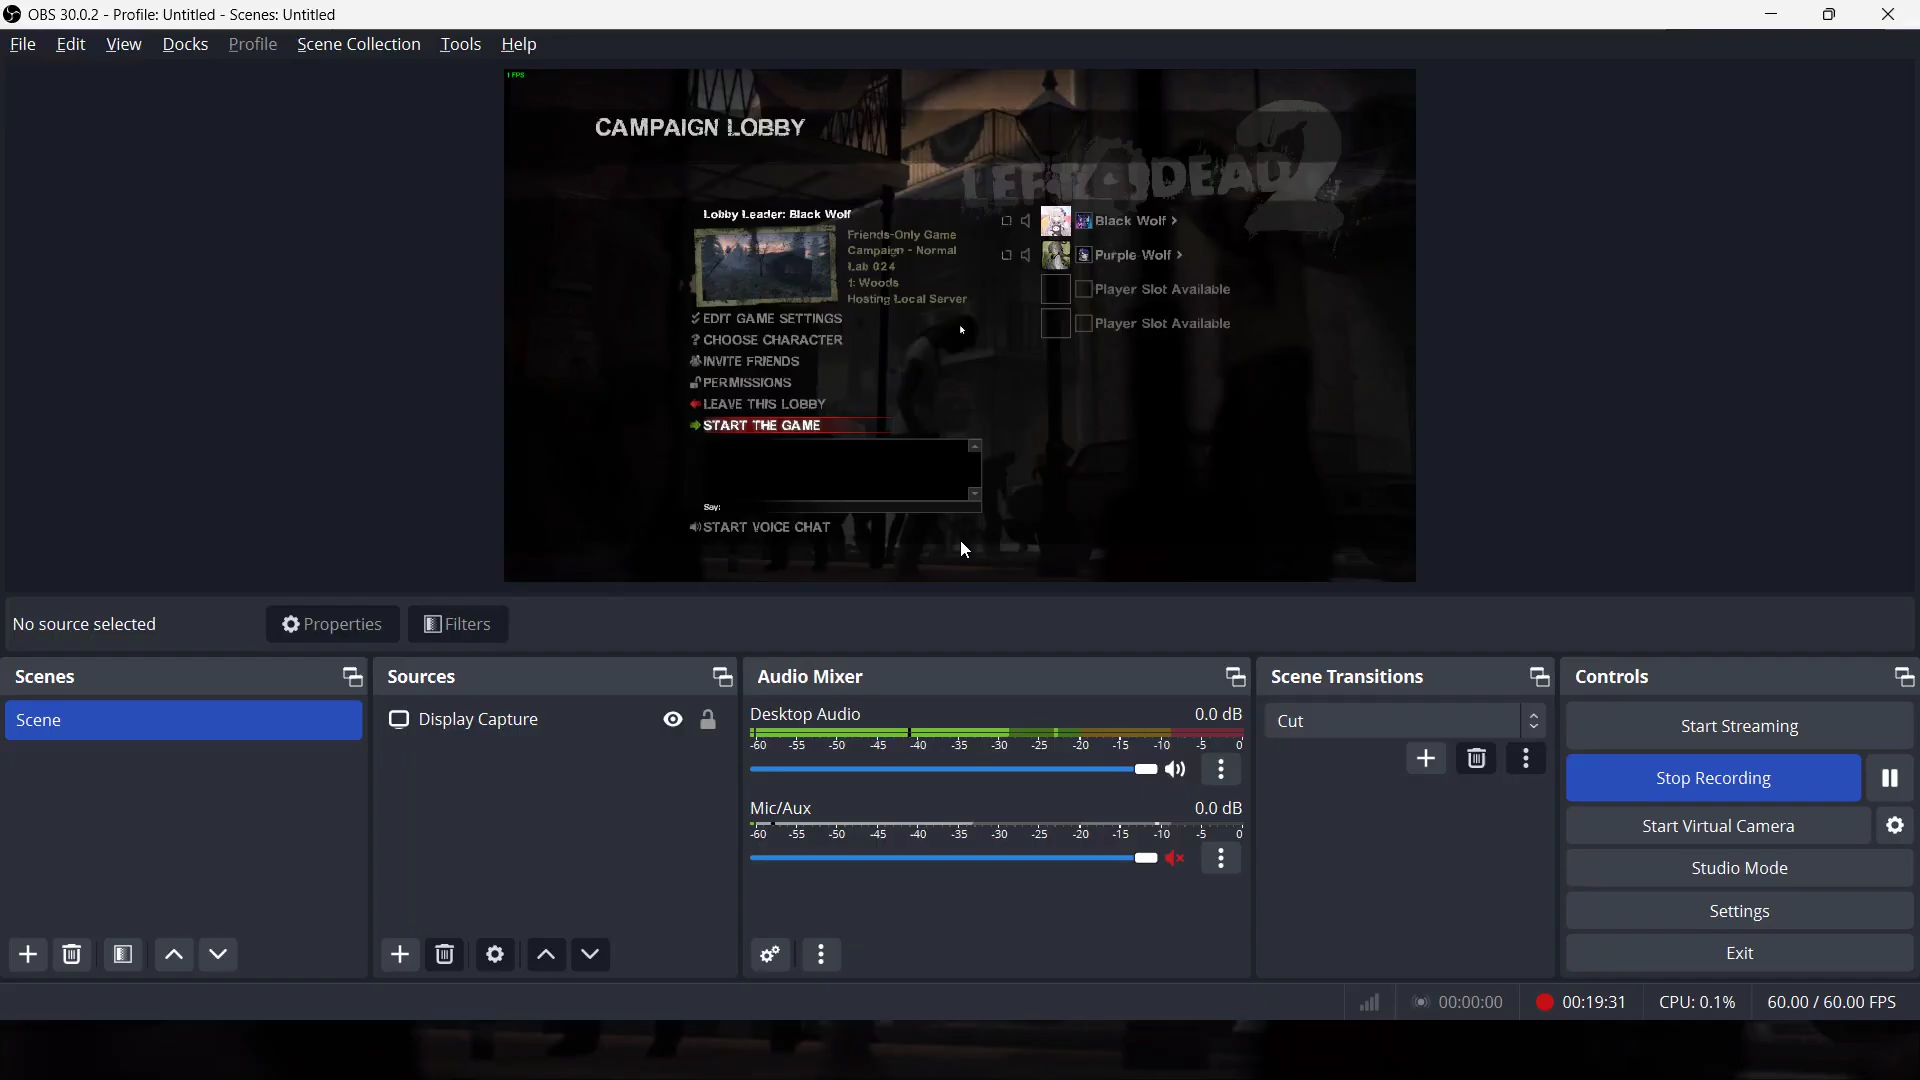 OBS 30.0.2 - Profile: Untitled - Scenes: Untitled
File Edit View Docks Profile Scene Collection Tools Help
1 FPS
CAMPAIGN LOBBY
LEFT 4 DEAD 2
Lobby Leader: Black Wolf
Friends-Only Game
Campaign - Normal
Lab 024
1: Woods
Hosting Local Server
Black Wolf >
Purple Wolf >
Player Slot Available
Player Slot Available
EDIT GAME SETTINGS
? CHOOSE CHARACTER
INVITE FRIENDS
PERMISSIONS
LEAVE THIS LOBBY
START THE GAME
Say:
START VOICE CHAT
No source selected Properties Filters
Scenes
Scene
Sources
Display Capture
Audio Mixer
Desktop Audio 0.0 dB
-60 -55 -50 -45 -40 -35 -30 -25 -20 -15 -10 -5 0
Mic/Aux 0.0 dB
-60 -55 -50 -45 -40 -35 -30 -25 -20 -15 -10 -5 0
Scene Transitions
Cut
Controls
Start Streaming
Stop Recording
Start Virtual Camera
Studio Mode
Settings
Exit
00:00:00 00:19:31 CPU: 0.1% 60.00 / 60.00 FPS